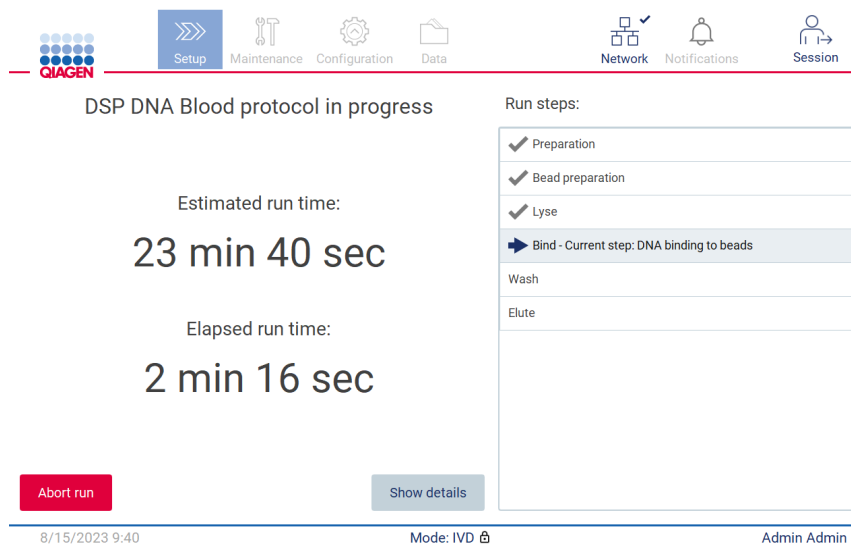 QIAGEN
Setup
Maintenance
Configuration
Data
Network
Notifications
Session
DSP DNA Blood protocol in progress
Estimated run time:
23 min 40 sec
Elapsed run time:
2 min 16 sec
Abort run
Show details
Run steps:
Preparation
Bead preparation
Lyse
Bind - Current step: DNA binding to beads
Wash
Elute
8/15/2023 9:40
Mode: IVD
Admin Admin